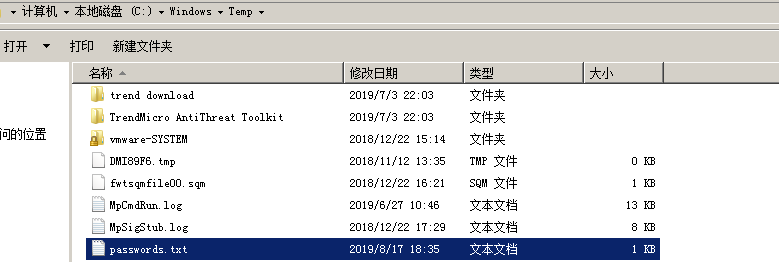 计算机 本地磁盘 (C:) Windows Temp
打开 打印 新建文件夹
名称 修改日期 类型 大小
trend download 2019/7/3 22:03 文件夹
TrendMicro AntiThreat Toolkit 2019/7/3 22:03 文件夹
问的位置
vmware-SYSTEM 2018/12/22 15:14 文件夹
DMI89F6.tmp 2018/11/12 13:35 TMP 文件 0 KB
fwtsqmfile00.sqm 2018/12/22 16:21 SQM 文件 1 KB
MpCmdRun.log 2019/6/27 10:46 文本文档 13 KB
MpSigStub.log 2018/12/22 17:29 文本文档 8 KB
passwords.txt 2019/8/17 18:35 文本文档 1 KB